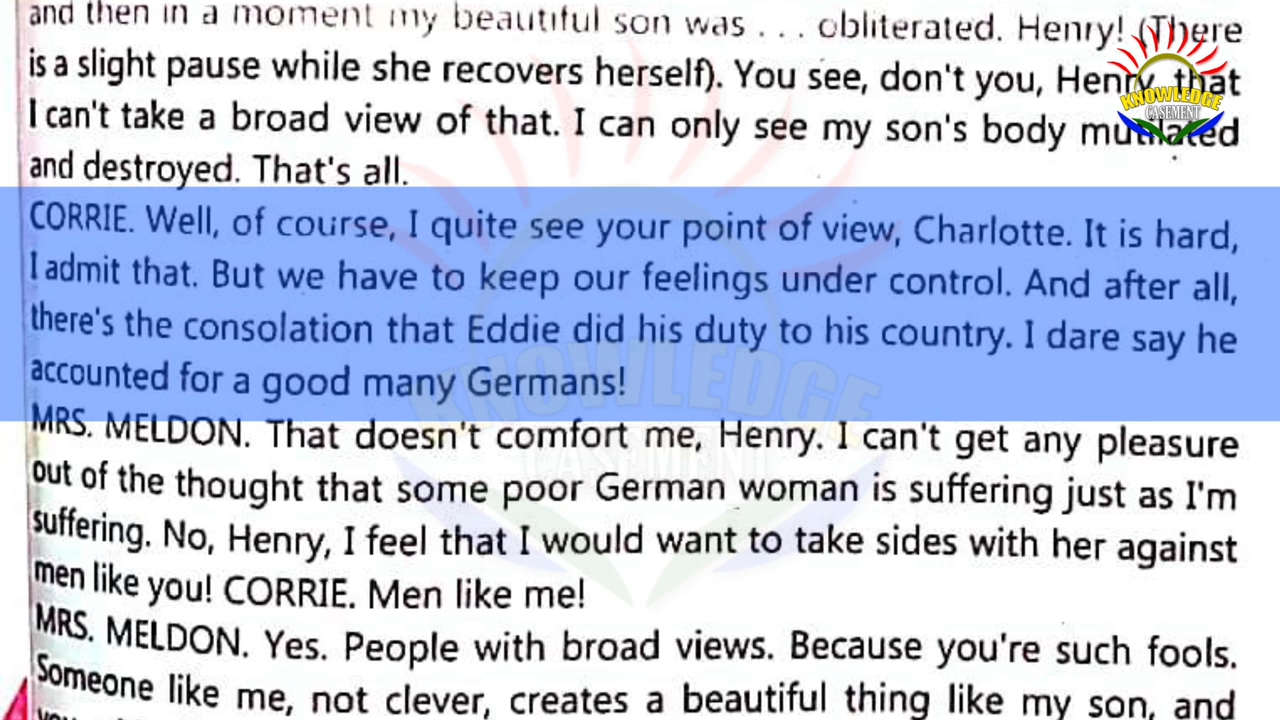 and then in a moment my beautiful son was . . . obliterated. Henry! (There
is a slight pause while she recovers herself). You see, don't you, Henry, that
I can't take a broad view of that. I can only see my son's body mutilated
and destroyed. That's all.
CORRIE. Well, of course, I quite see your point of view, Charlotte. It is hard,
I admit that. But we have to keep our feelings under control. And after all,
there's the consolation that Eddie did his duty to his country. I dare say he
accounted for a good many Germans!
MRS. MELDON. That doesn't comfort me, Henry. I can't get any pleasure
out of the thought that some poor German woman is suffering just as I'm
suffering. No, Henry, I feel that I would want to take sides with her against
men like you! CORRIE. Men like me!
MRS. MELDON. Yes. People with broad views. Because you're such fools.
Someone like me, not clever, creates a beautiful thing like my son, and
KNOWLEDGE
CASEMENT
KNOWLEDGE
CASEMENT